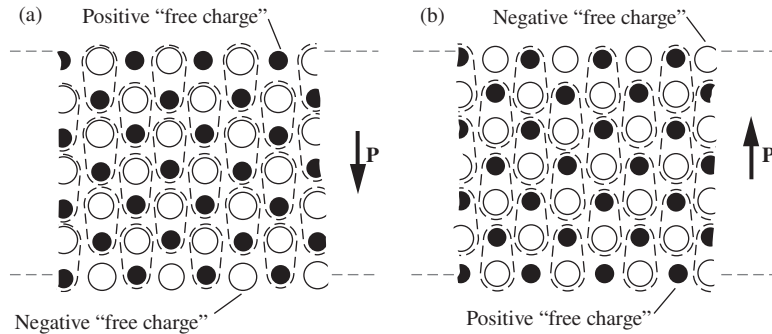 (a)
Positive “free charge”
P
Negative “free charge”
(b)
Negative “free charge”
P
Positive “free charge”